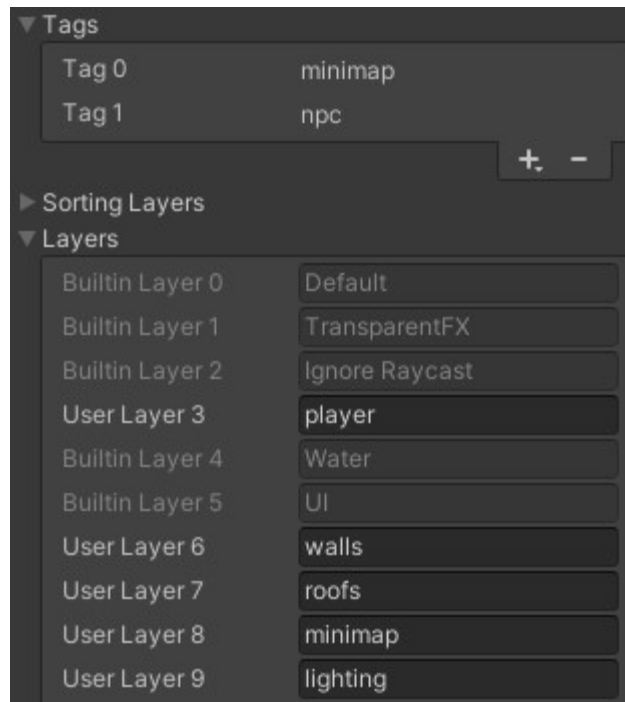 Tags
Tag 0 minimap
Tag 1 npc
Sorting Layers
Layers
Builtin Layer 0 Default
Builtin Layer 1 TransparentFX
Builtin Layer 2 Ignore Raycast
User Layer 3 player
Builtin Layer 4 Water
Builtin Layer 5 UI
User Layer 6 walls
User Layer 7 roofs
User Layer 8 minimap
User Layer 9 lighting